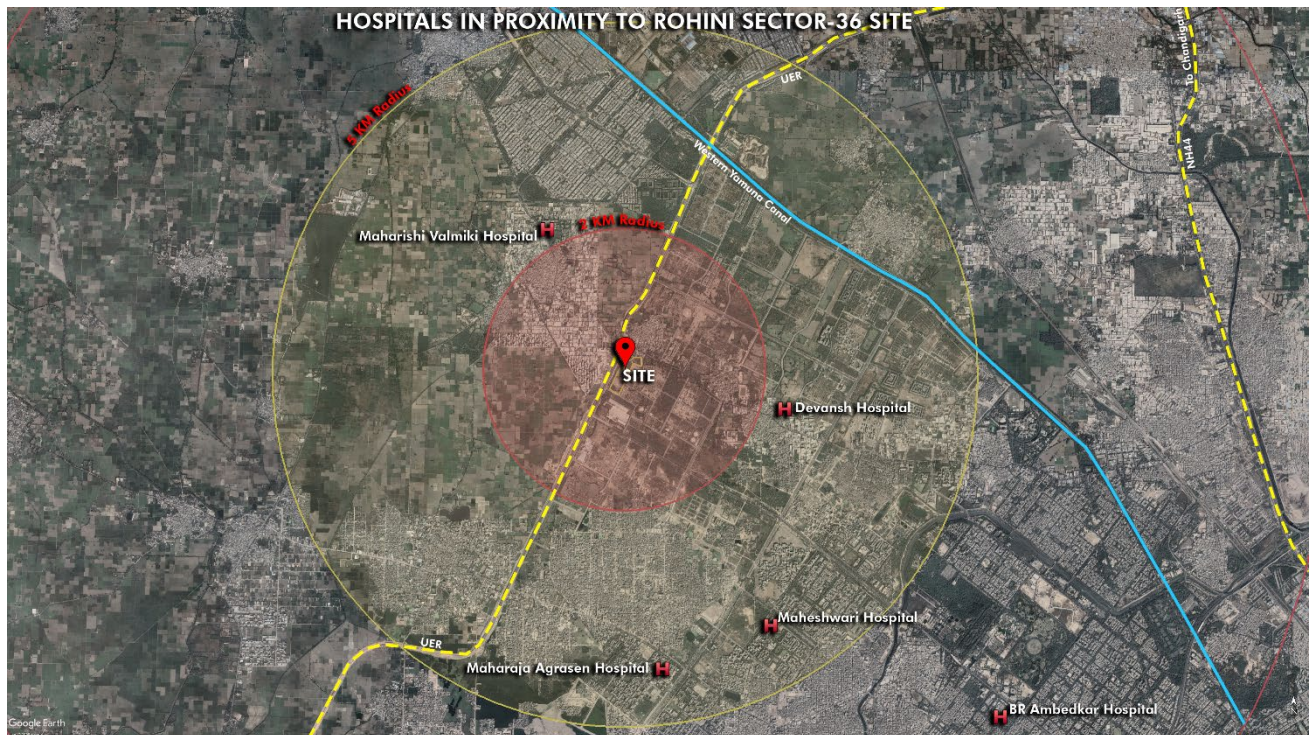 HOSPITALS IN PROXIMITY TO ROHINI SECTOR-36 SITE
To Chandigarh
UER
5 KM Radius
NH44
Western Yamuna Canal
2 KM Radius
Maharishi Valmiki Hospital
H
SITE
H
Devansh Hospital
Maheshwari Hospital
H
UER
Maharaja Agrasen Hospital
H
BR Ambedkar Hospital
H
Google Earth